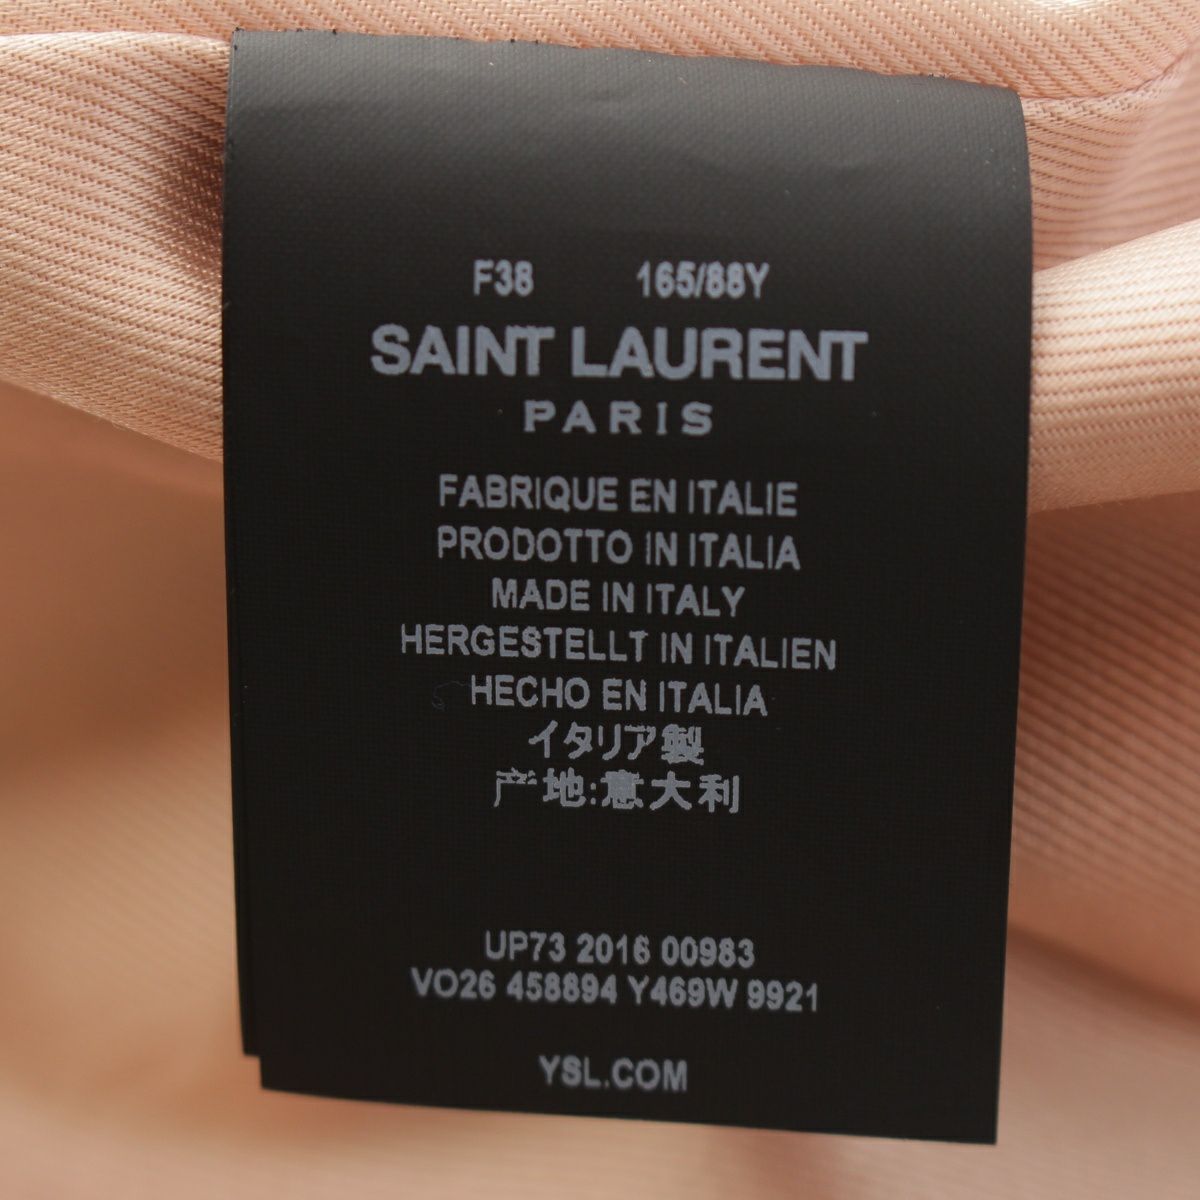 F38 165/88Y
SAINT LAURENT
PARIS
FABRIQUE EN ITALIE
PRODOTTO IN ITALIA
MADE IN ITALY
HERGESTELLT IN ITALIEN
HECHO EN ITALIA
イタリア製
产地:意大利
UP73 2016 00983
VO26 458894 Y469W 9921
YSL.COM